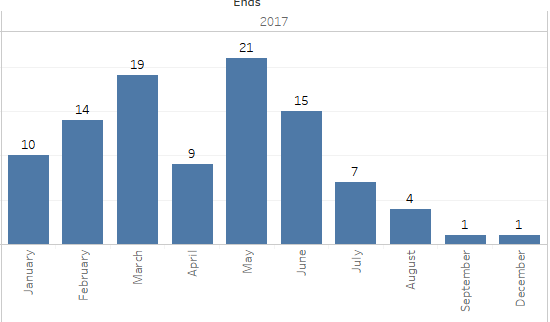 Ends
2017
21
19
15
14
10
9
7
4
1
1
January
February
March
April
May
June
July
August
September
December